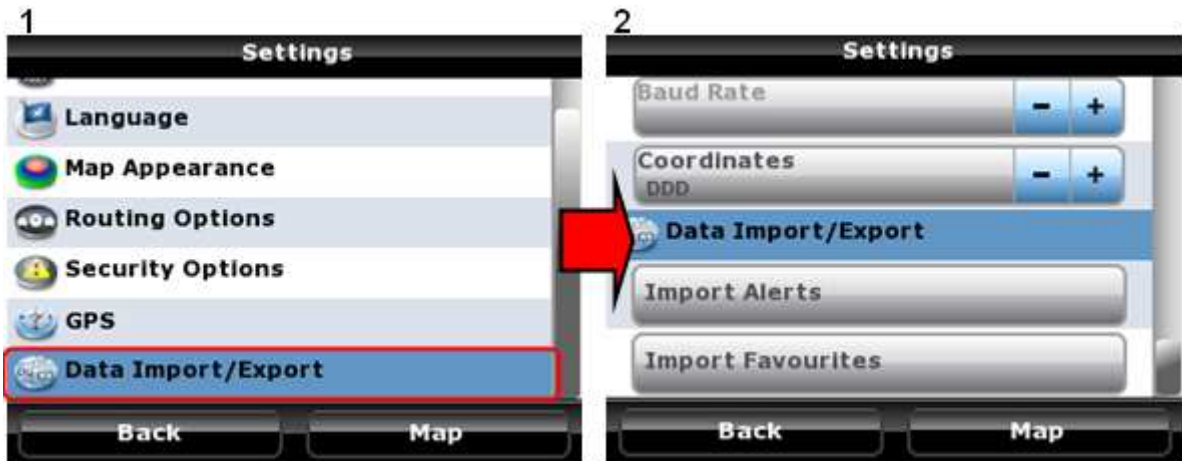 1
Settings
Language
Map Appearance
Routing Options
Security Options
GPS
Data Import/Export
Back
Map
2
Settings
Baud Rate
-
+
Coordinates
DDD
-
+
Data Import/Export
Import Alerts
Import Favourites
Back
Map